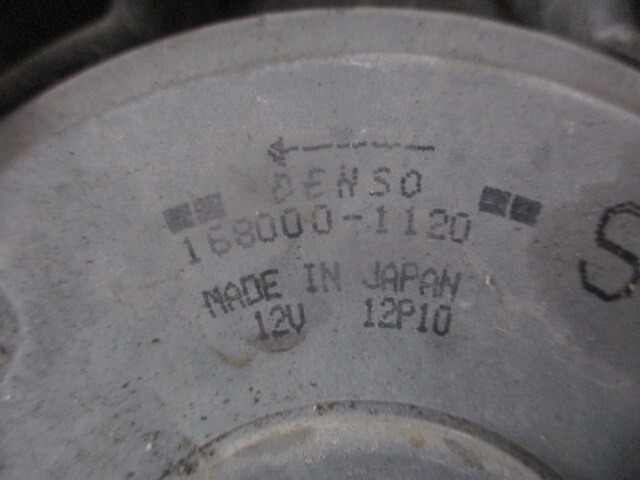 DENSO
168000-1120
MADE IN JAPAN
12V 12P10
S